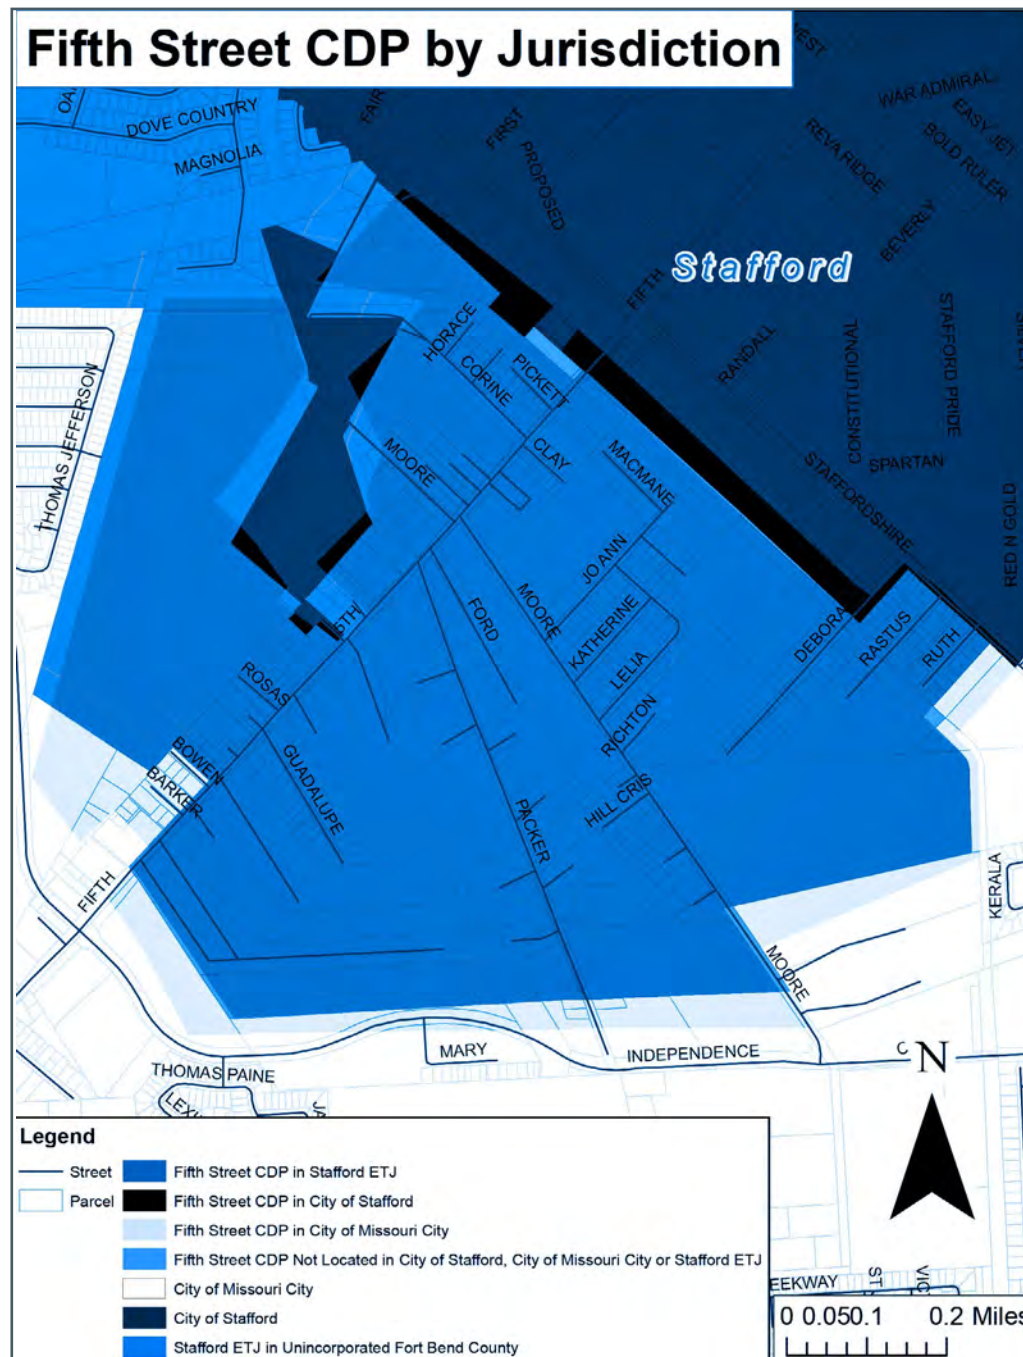 Fifth Street CDP by Jurisdiction
WEST
WAR ADMIRAL
EASY JET
BOLD RULER
REVA RIDGE
BEVERLY
FAIR
FIRST
PROPOSED
DOVE COUNTRY
MAGNOLIA
Stafford
FIFTH
RANDALL
CONSTITUTIONAL
STAFFORD PRIDE
SPARTAN
STAFFORDSHIRE
RED N GOLD
HORACE
CORINE
PICKETT
CLAY
MACMANE
MOORE
THOMAS JEFFERSON
JO ANN
MOORE
FORD
KATHERINE
LELIA
RICHTON
DEBORA
RASTUS
RUTH
5TH
ROSAS
BOWEN
BARKER
GUADALUPE
PACKER
HILL CRIS
FIFTH
KERALA
MOORE
MARY
INDEPENDENCE
C
N
THOMAS PAINE
Legend
Street
Parcel
Fifth Street CDP in Stafford ETJ
Fifth Street CDP in City of Stafford
Fifth Street CDP in City of Missouri City
Fifth Street CDP Not Located in City of Stafford, City of Missouri City or Stafford ETJ
City of Missouri City
City of Stafford
Stafford ETJ in Unincorporated Fort Bend County
EEKWAY
ST
VIC
0 0.050.1 0.2 Miles